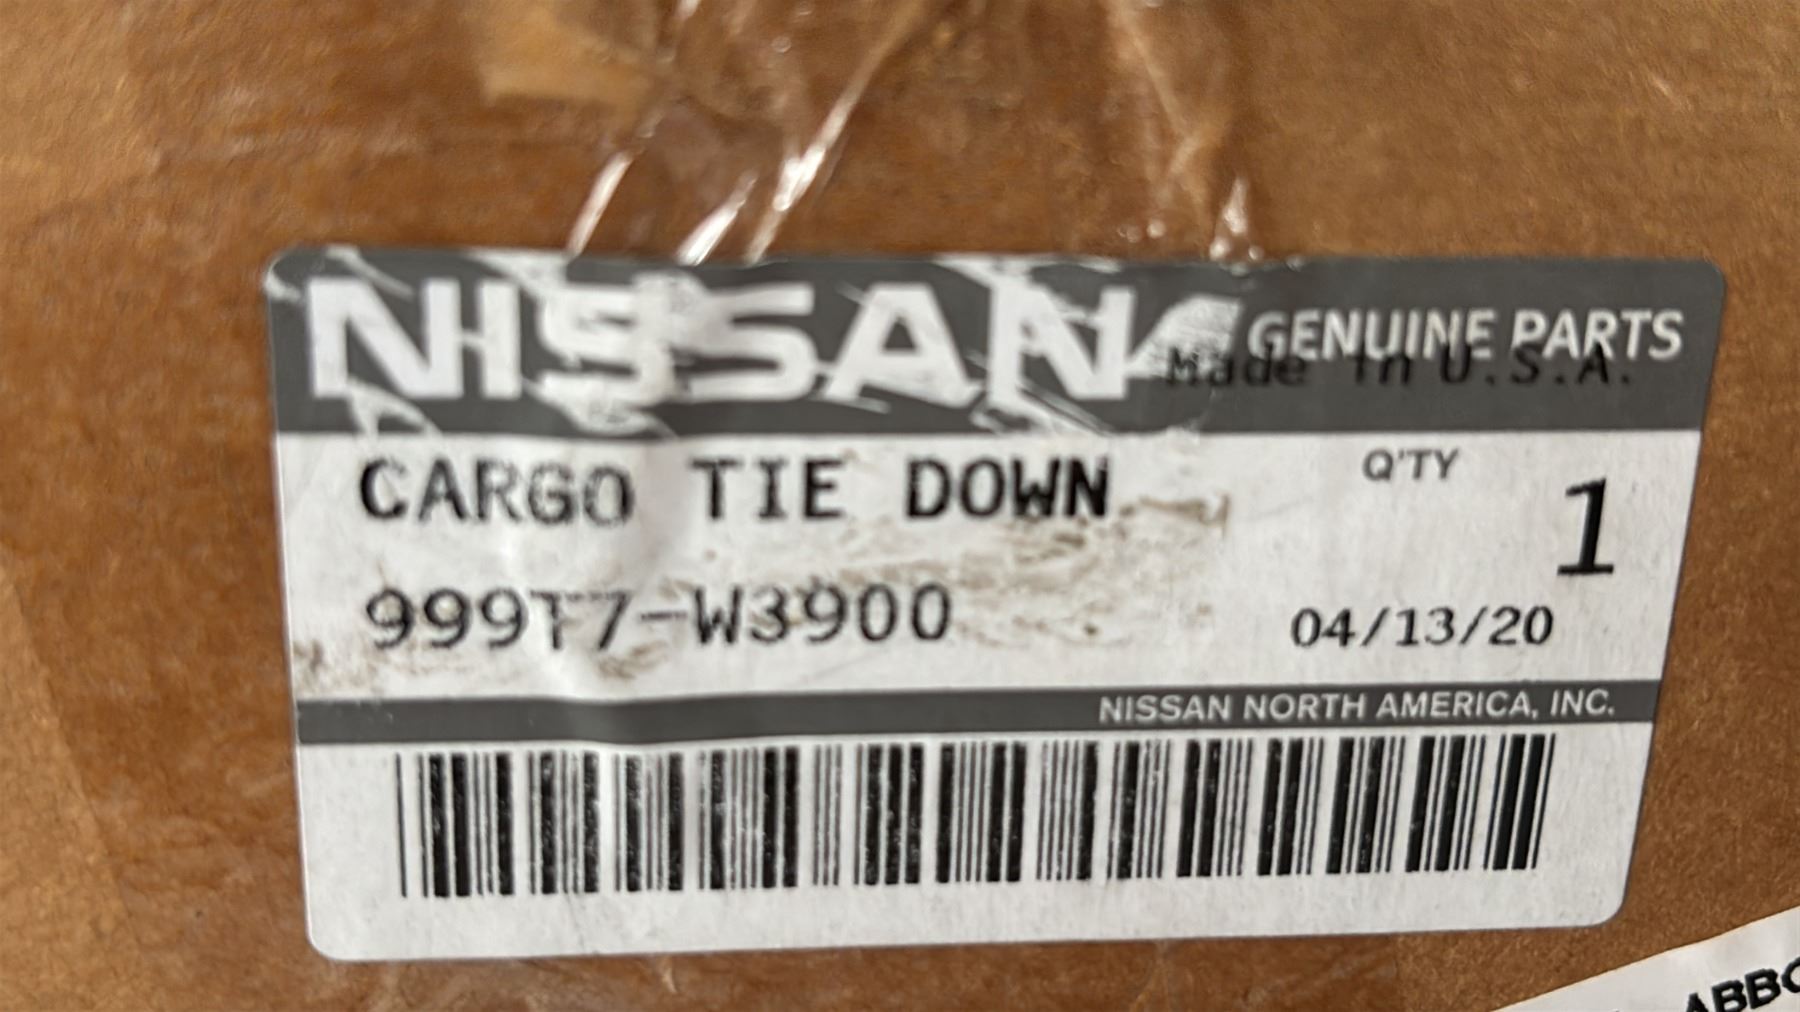 NISSAN GENUINE PARTS
Made in U.S.A.
CARGO TIE DOWN
Q'TY
1
999T7-W3900
04/13/20
NISSAN NORTH AMERICA, INC.